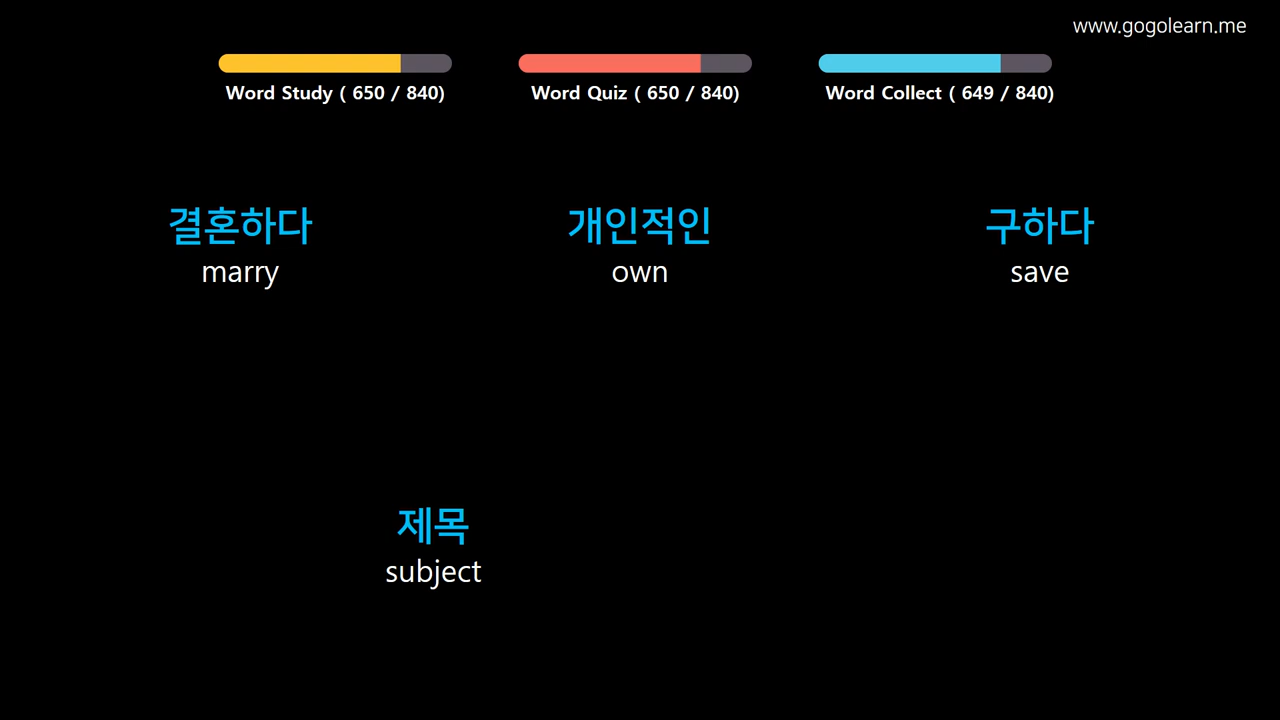 www.gogolearn.me
Word Study ( 650 / 840)
Word Quiz ( 650 / 840)
Word Collect ( 649 / 840)
결혼하다
marry
개인적인
own
구하다
save
제목
subject